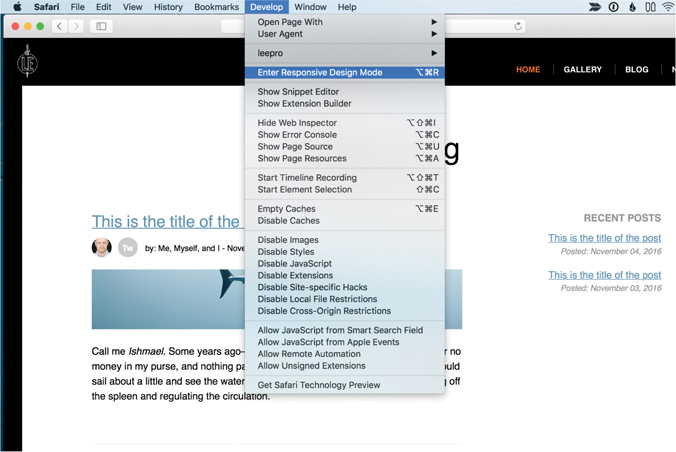 Safari File Edit View History Bookmarks Develop Window Help
Open Page With
User Agent
leepro
Enter Responsive Design Mode ⌥⌘R
Show Snippet Editor
Show Extension Builder
Hide Web Inspector ⌥⇧⌘I
Show Error Console ⌥⌘C
Show Page Source ⌥⌘U
Show Page Resources ⌥⌘A
Start Timeline Recording ⌥⇧⌘T
Start Element Selection ⇧⌘C
Empty Caches ⌥⌘E
Disable Caches
Disable Images
Disable Styles
Disable JavaScript
Disable Extensions
Disable Site-specific Hacks
Disable Local File Restrictions
Disable Cross-Origin Restrictions
Allow JavaScript from Smart Search Field
Allow JavaScript from Apple Events
Allow Remote Automation
Allow Unsigned Extensions
Get Safari Technology Preview
LE
HOME GALLERY BLOG
g
This is the title of the
Tw by: Me, Myself, and I - Nove
Call me Ishmael. Some years ago- r no
money in my purse, and nothing pa ould
sail about a little and see the water g off
the spleen and regulating the circulation.
RECENT POSTS
This is the title of the post
Posted: November 04, 2016
This is the title of the post
Posted: November 03, 2016